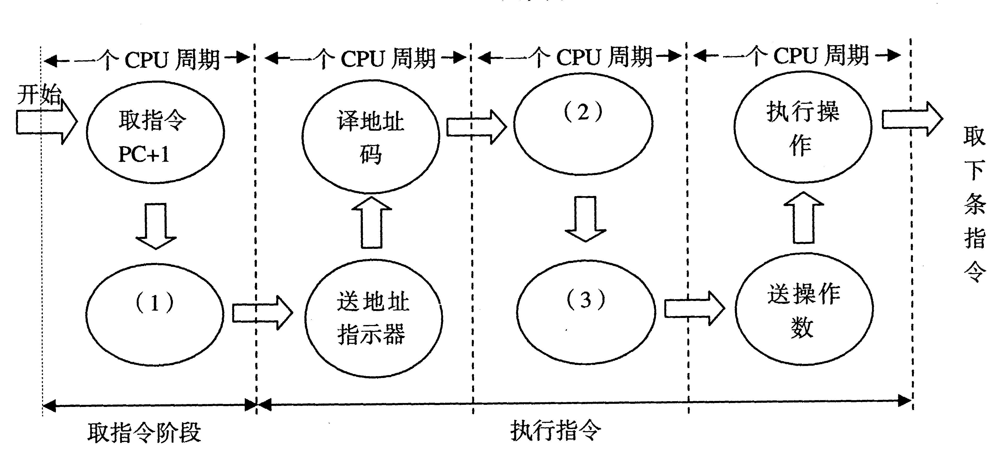 一个 CPU 周期
一个 CPU 周期
一个 CPU 周期
一个 CPU 周期
开始
取指令
PC+1
译地址
码
（2）
执行操
作
（1）
送地址
指示器
（3）
送操作
数
取下条指令
取指令阶段
执行指令